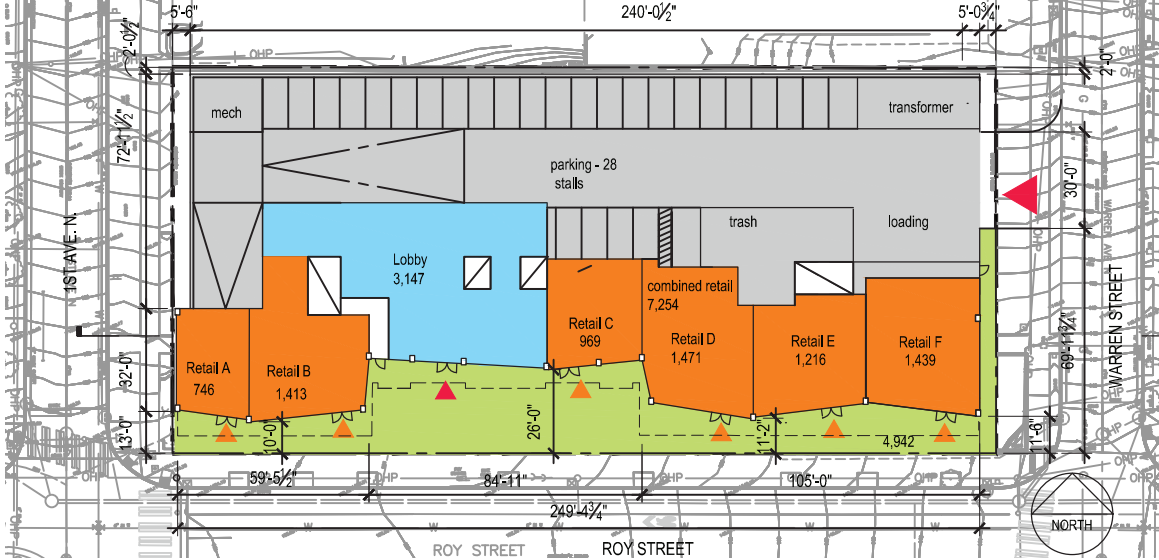 5'-6"
240'-0½"
5'-0¾"
2'-0½"
2'-0"
OHP
OHP
mech
transformer
72'-11½"
parking - 28
stalls
30'-0"
trash
loading
1ST AVE. N.
Lobby
3,147
WARREN STREET
combined retail
7,254
Retail A
746
Retail B
1,413
Retail C
969
Retail D
1,471
Retail E
1,216
Retail F
1,439
69'-11¾"
32'-0"
13'-0"
10'-0"
26'-0"
11'-2"
4,942
11'-6"
59'-5½"
84'-11"
105'-0"
249'-4¾"
NORTH
ROY STREET
ROY STREET